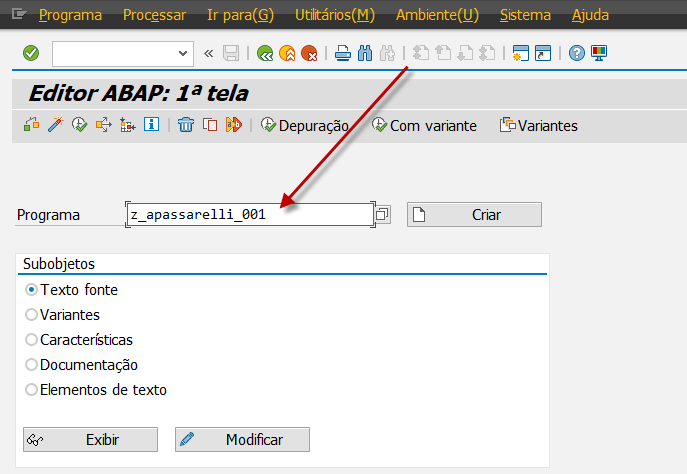 Programa Processar Ir para(G) Utilitários(M) Ambiente(U) Sistema Ajuda
Editor ABAP: 1ª tela
Depuração Com variante Variantes
Programa z_apassarelli_001 Criar
Subobjetos
Texto fonte
Variantes
Características
Documentação
Elementos de texto
Exibir Modificar